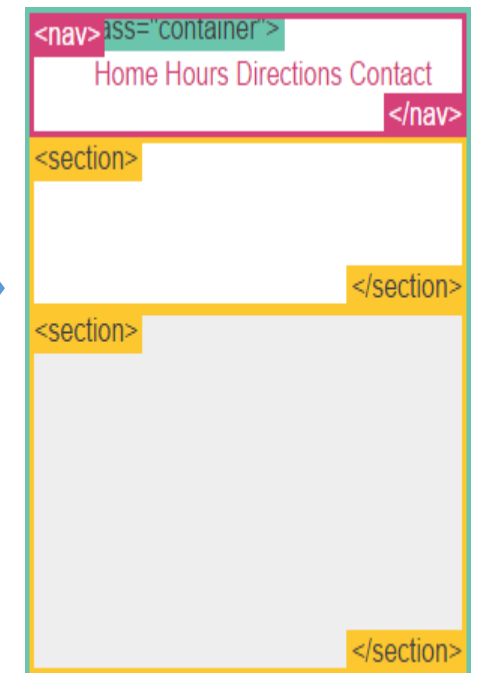 <nav> ass="container">
Home Hours Directions Contact
</nav>
<section>
</section>
<section>
</section>